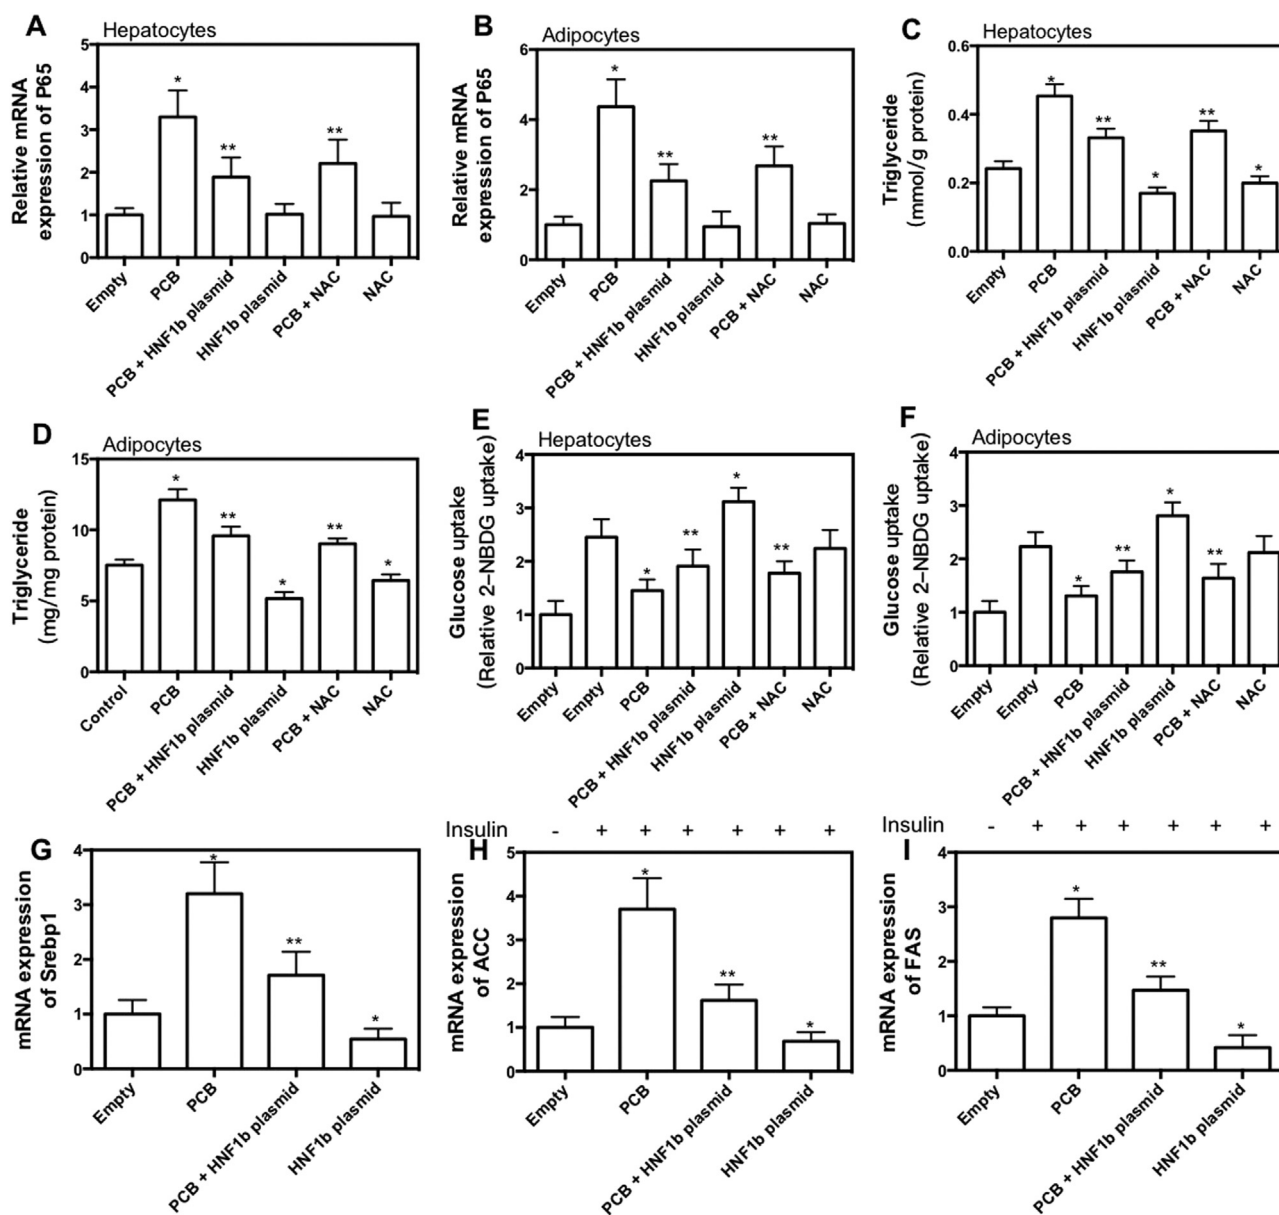 A
Hepatocytes
Relative mRNA
expression of P65
5
4
3
2
1
0
*
**
**
Empty
PCB
PCB + HNF1b plasmid
HNF1b plasmid
PCB + NAC
NAC
B
Adipocytes
Relative mRNA
expression of P65
6
4
2
0
*
**
**
Empty
PCB
PCB + HNF1b plasmid
HNF1b plasmid
PCB + NAC
NAC
C
Hepatocytes
Triglyceride
(mmol/g protein)
0.6
0.4
0.2
0.0
*
**
*
**
*
Empty
PCB
PCB + HNF1b plasmid
HNF1b plasmid
PCB + NAC
NAC
D
Adipocytes
Triglyceride
(mg/mg protein)
15
10
5
0
*
**
*
**
*
Control
PCB
PCB + HNF1b plasmid
HNF1b plasmid
PCB + NAC
NAC
E
Hepatocytes
Glucose uptake
(Relative 2–NBDG uptake)
4
3
2
1
0
*
**
*
**
Empty
Empty
PCB
PCB + HNF1b plasmid
HNF1b plasmid
PCB + NAC
NAC
Insulin - + + + + + +
F
Adipocytes
Glucose uptake
(Relative 2–NBDG uptake)
4
3
2
1
0
*
**
*
**
Empty
Empty
PCB
PCB + HNF1b plasmid
HNF1b plasmid
PCB + NAC
NAC
Insulin - + + + + + +
G
mRNA expression
of Srebp1
4
3
2
1
0
*
**
*
Empty
PCB
PCB + HNF1b plasmid
HNF1b plasmid
H
mRNA expression
of ACC
5
4
3
2
1
0
*
**
*
Empty
PCB
PCB + HNF1b plasmid
HNF1b plasmid
I
mRNA expression
of FAS
4
3
2
1
0
*
**
*
Empty
PCB
PCB + HNF1b plasmid
HNF1b plasmid